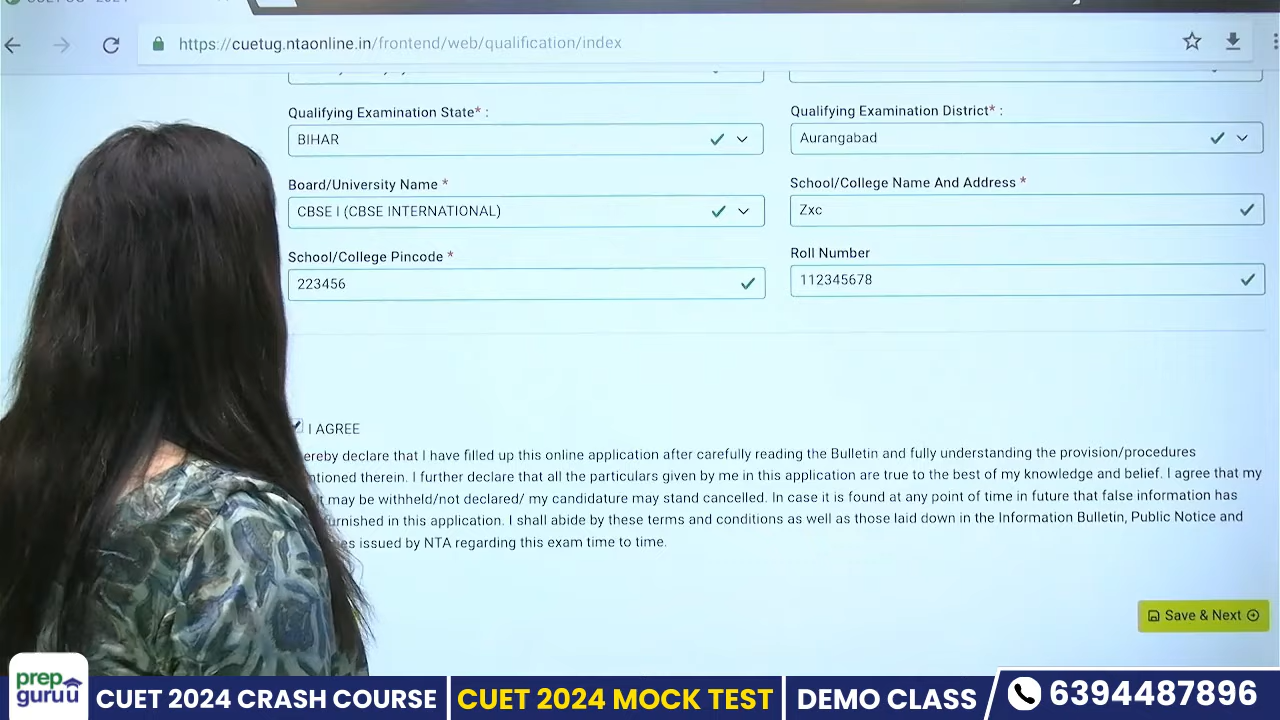 https://cuetug.ntaonline.in/frontend/web/qualification/index
Qualifying Examination State* :
Qualifying Examination District* :
BIHAR
Aurangabad
Board/University Name *
School/College Name And Address *
CBSE I (CBSE INTERNATIONAL)
Zxc
School/College Pincode *
Roll Number
223456
112345678
I AGREE
ereby declare that I have filled up this online application after carefully reading the Bulletin and fully understanding the provision/procedures
ntioned therein. I further declare that all the particulars given by me in this application are true to the best of my knowledge and belief. I agree that my
t may be withheld/not declared/ my candidature may stand cancelled. In case it is found at any point of time in future that false information has
urnished in this application. I shall abide by these terms and conditions as well as those laid down in the Information Bulletin, Public Notice and
es issued by NTA regarding this exam time to time.
Save & Next
prep
guru
CUET 2024 CRASH COURSE
CUET 2024 MOCK TEST
DEMO CLASS
6394487896